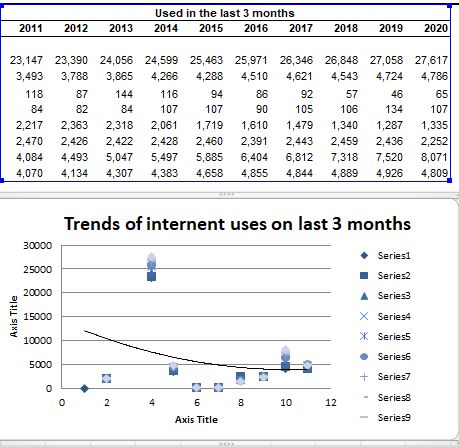 Used in the last 3 months
2011 2012 2013 2014 2015 2016 2017 2018 2019 2020
23,147 23,390 24,056 24,599 25,463 25,971 26,346 26,848 27,058 27,617
3,493 3,788 3,865 4,266 4,288 4,510 4,621 4,543 4,724 4,786
118 87 144 116 94 86 92 57 46 65
84 82 84 107 107 90 105 106 134 107
2,217 2,363 2,318 2,061 1,719 1,610 1,479 1,340 1,287 1,335
2,470 2,426 2,422 2,428 2,460 2,391 2,443 2,459 2,436 2,252
4,084 4,493 5,047 5,497 5,885 6,404 6,812 7,318 7,520 8,071
4,070 4,134 4,307 4,383 4,658 4,855 4,844 4,889 4,926 4,809
Trends of internent uses on last 3 months
30000
25000
20000
15000
10000
5000
0
Axis Title
0 2 4 6 8 10 12
Axis Title
Series1
Series2
Series3
Series4
Series5
Series6
Series7
Series8
Series9